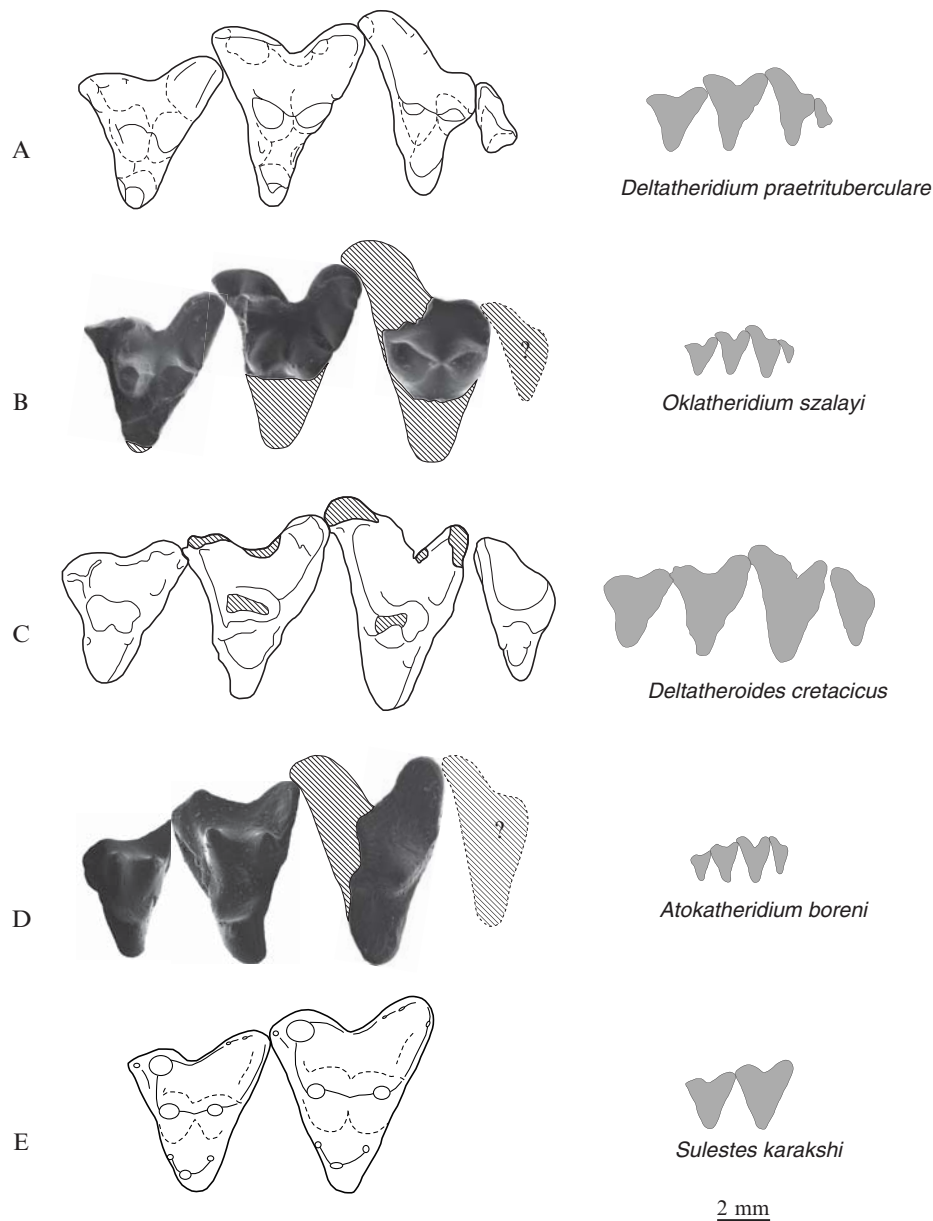 A
Deltatheridium praetrituberculare
B
?
Oklatheridium szalayi
C
Deltatheroides cretacicus
D
?
Atokatheridium boreni
E
Sulestes karakshi
2 mm